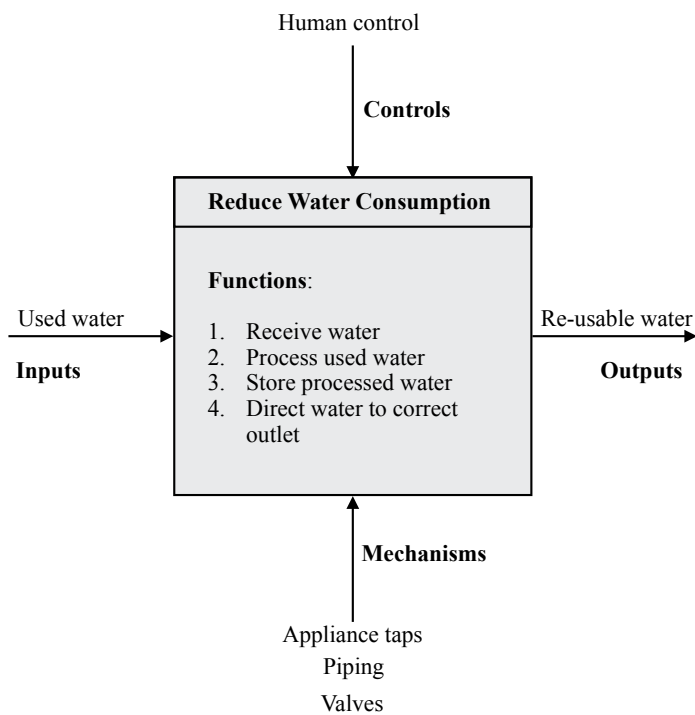 Human control
Controls
Reduce Water Consumption
Functions:
Used water
Inputs
1. Receive water
2. Process used water
3. Store processed water
4. Direct water to correct
outlet
Re-usable water
Outputs
Mechanisms
Appliance taps
Piping
Valves